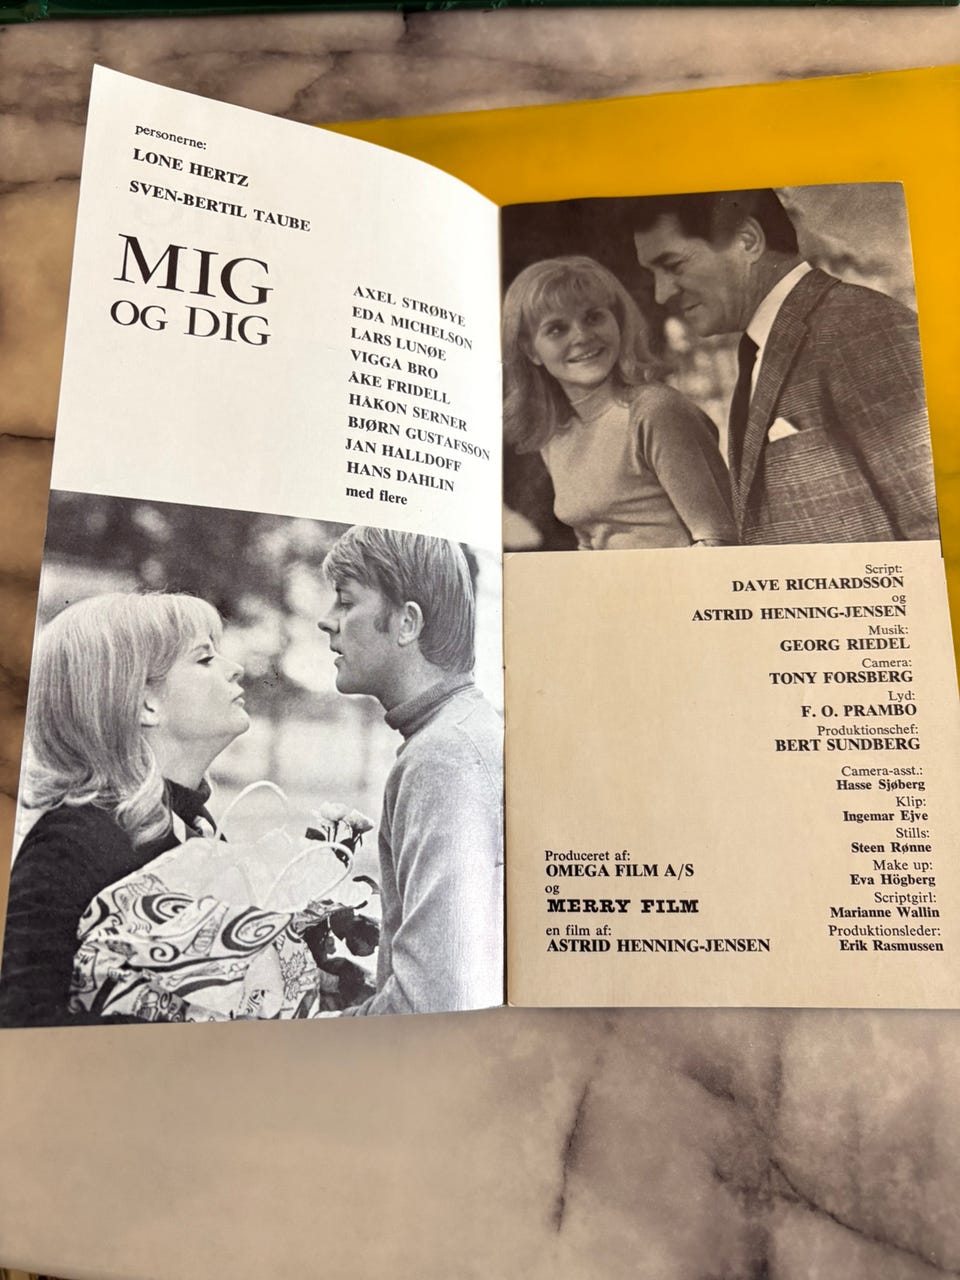 personerne:
LONE HERTZ
SVEN-BERTIL TAUBE
MIG
OG DIG
AXEL STRØBYE
EDA MICHELSON
LARS LUNØE
VIGGA BRO
ÅKE FRIDELL
HÅKON SERNER
BJØRN GUSTAFSSON
JAN HALLDOFF
HANS DAHLIN
med flere
Script:
DAVE RICHARDSSON
og
ASTRID HENNING-JENSEN
Musik:
GEORG RIEDEL
Camera:
TONY FORSBERG
Lyd:
F. O. PRAMBO
Produktionschef:
BERT SUNDBERG
Camera-asst.:
Hasse Sjøberg
Klip:
Ingemar Ejve
Stills:
Steen Rønne
Make up:
Eva Högberg
Scriptgirl:
Marianne Wallin
Produktionsleder:
Erik Rasmussen
Produceret af:
OMEGA FILM A/S
og
MERRY FILM
en film af:
ASTRID HENNING-JENSEN